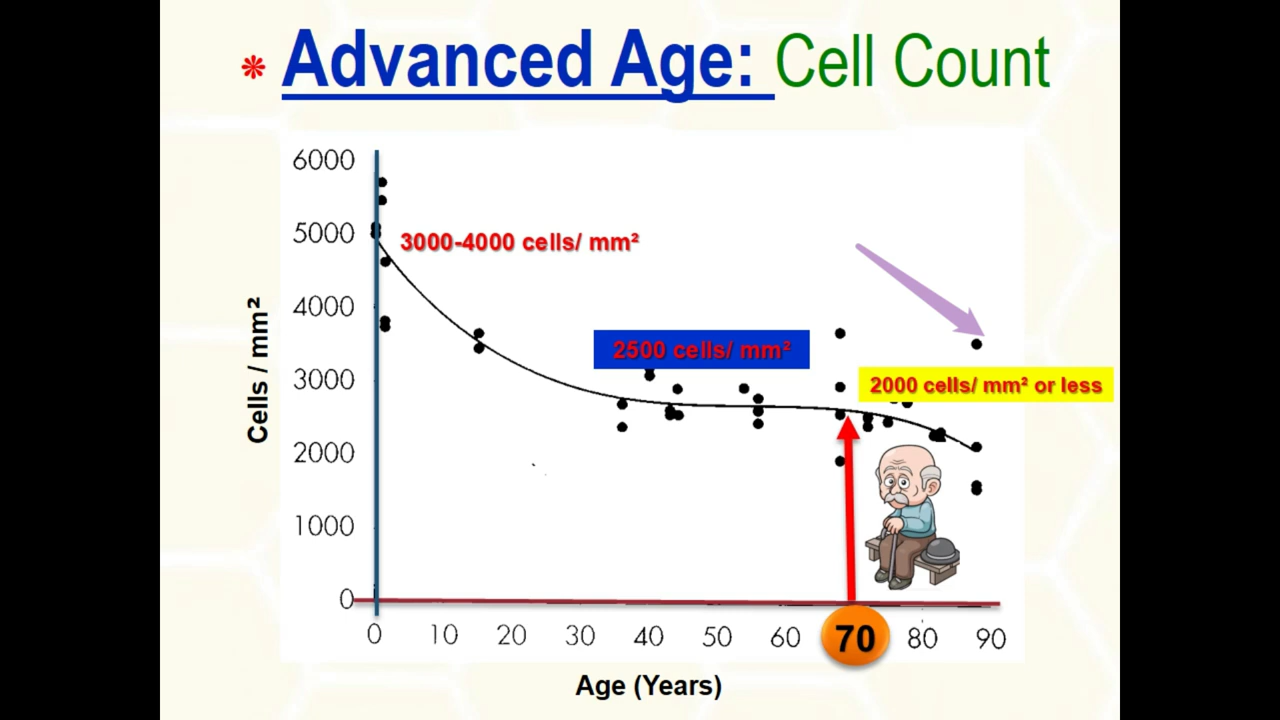 * Advanced Age: Cell Count
6000
5000
4000
3000
2000
1000
0
Cells / mm²
3000-4000 cells/ mm²
2500 cells/ mm²
2000 cells/ mm² or less
0 10 20 30 40 50 60 70 80 90
Age (Years)